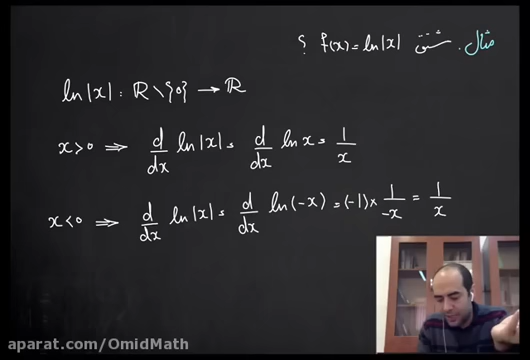 مثال. مشتق f(x) = ln|x| ؟
ln|x| : ℝ \ {0} → ℝ
x > 0 ⟹ d/dx ln|x| = d/dx ln x = 1/x
x < 0 ⟹ d/dx ln|x| = d/dx ln(-x) = (-1) × 1/-x = 1/x
aparat.com/OmidMath